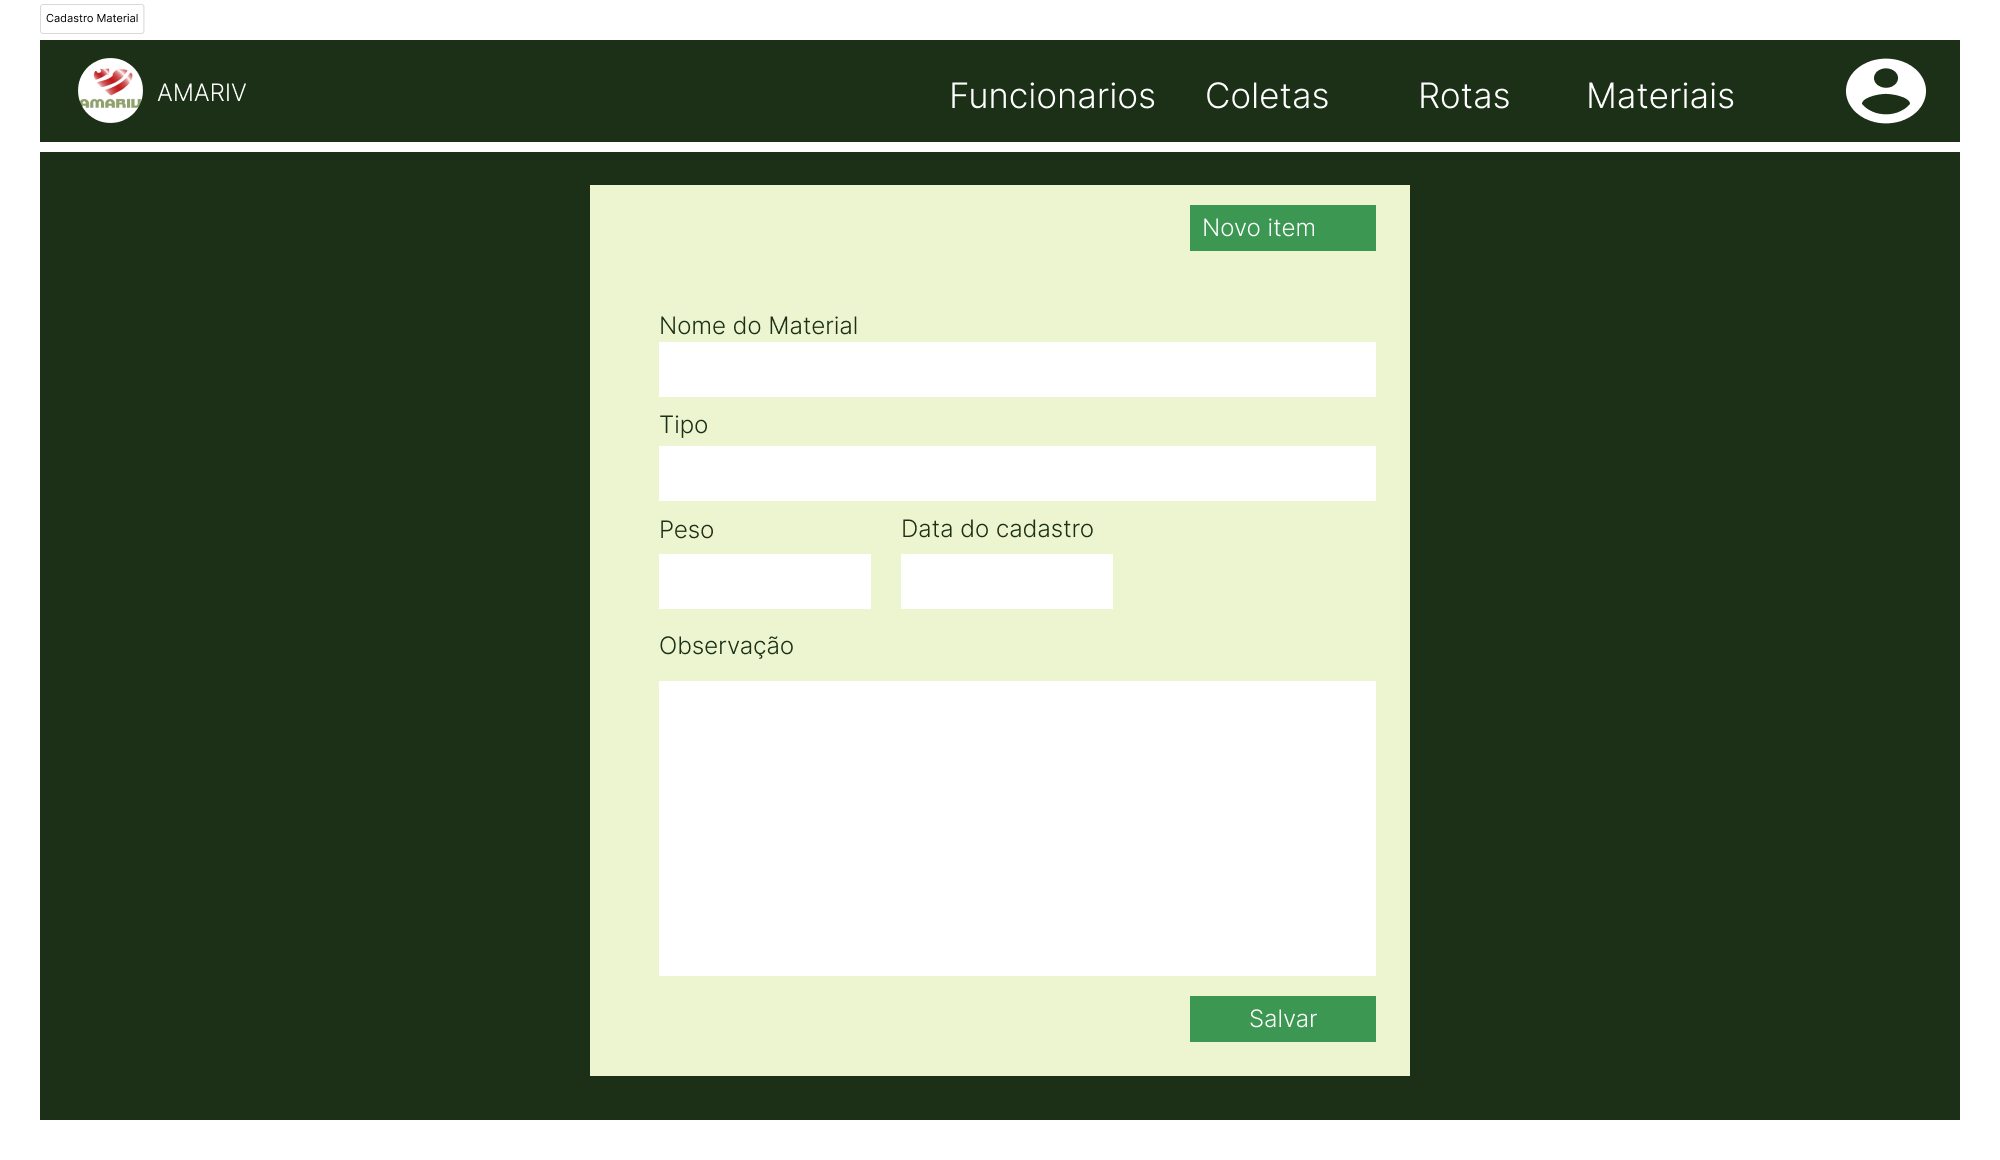 Cadastro Material
AMARIV
AMARIV
Funcionarios
Coletas
Rotas
Materiais
Novo item
Nome do Material
Tipo
Peso
Data do cadastro
Observação
Salvar